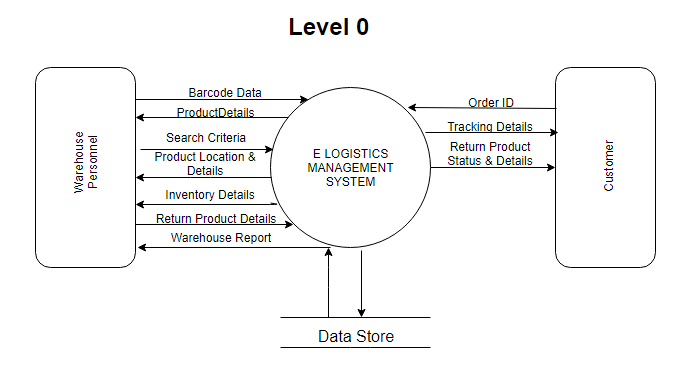 Level 0
Warehouse
Personnel
Barcode Data
ProductDetails
Search Criteria
Product Location &
Details
Inventory Details
Return Product Details
Warehouse Report
E LOGISTICS
MANAGEMENT
SYSTEM
Order ID
Tracking Details
Return Product
Status & Details
Customer
Data Store